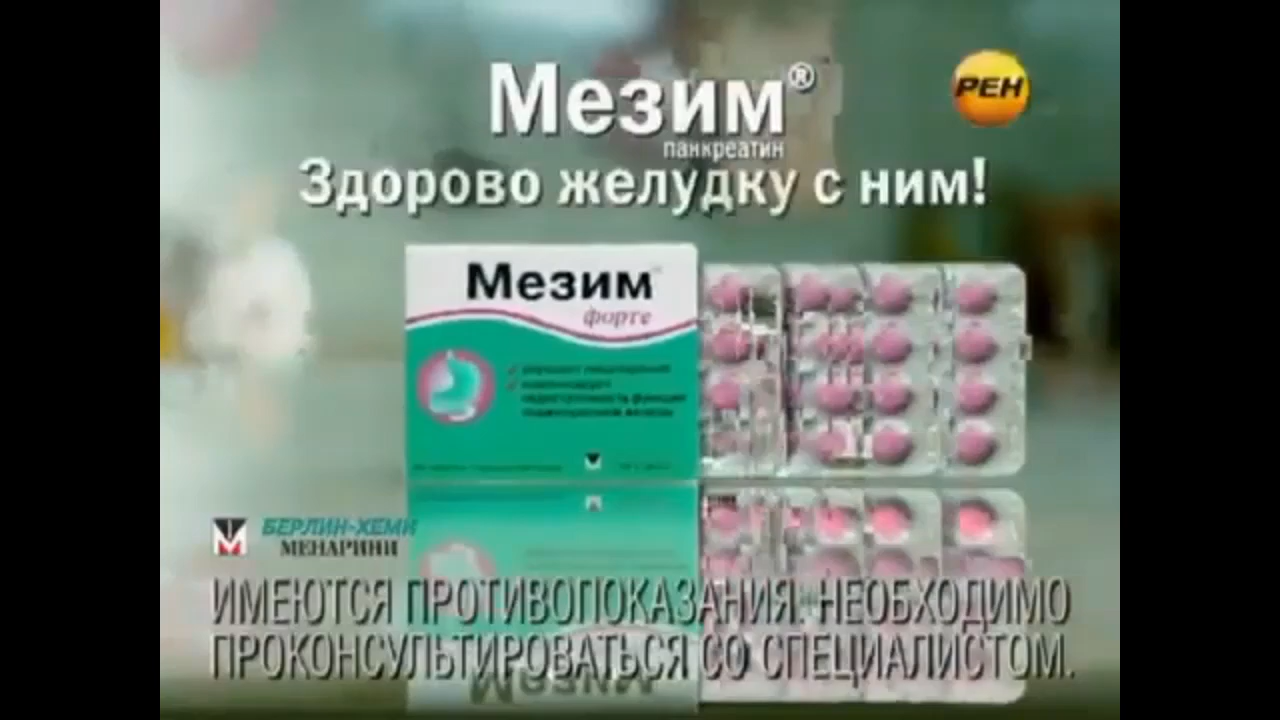 Мезим®
РЕН
панкреатин
Здорово желудку с ним!
Мезим
форте
БЕРЛИН-ХЕМИ
МЕНАРИНИ
ИМЕЮТСЯ ПРОТИВОПОКАЗАНИЯ. НЕОБХОДИМО
ПРОКОНСУЛЬТИРОВАТЬСЯ СО СПЕЦИАЛИСТОМ.